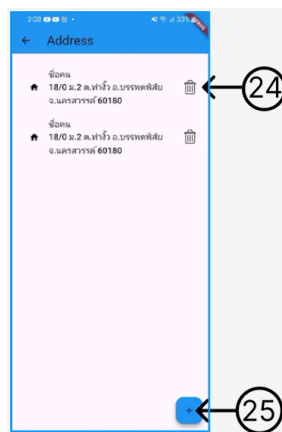 2:08
33%
← Address
ชื่อคน
18/0 ม.2 ต.ท่างิ้ว อ.บรรพตพิสัย
จ.นครสวรรค์ 60180
24
ชื่อคน
18/0 ม.2 ต.ท่างิ้ว อ.บรรพตพิสัย
จ.นครสวรรค์ 60180
+
25